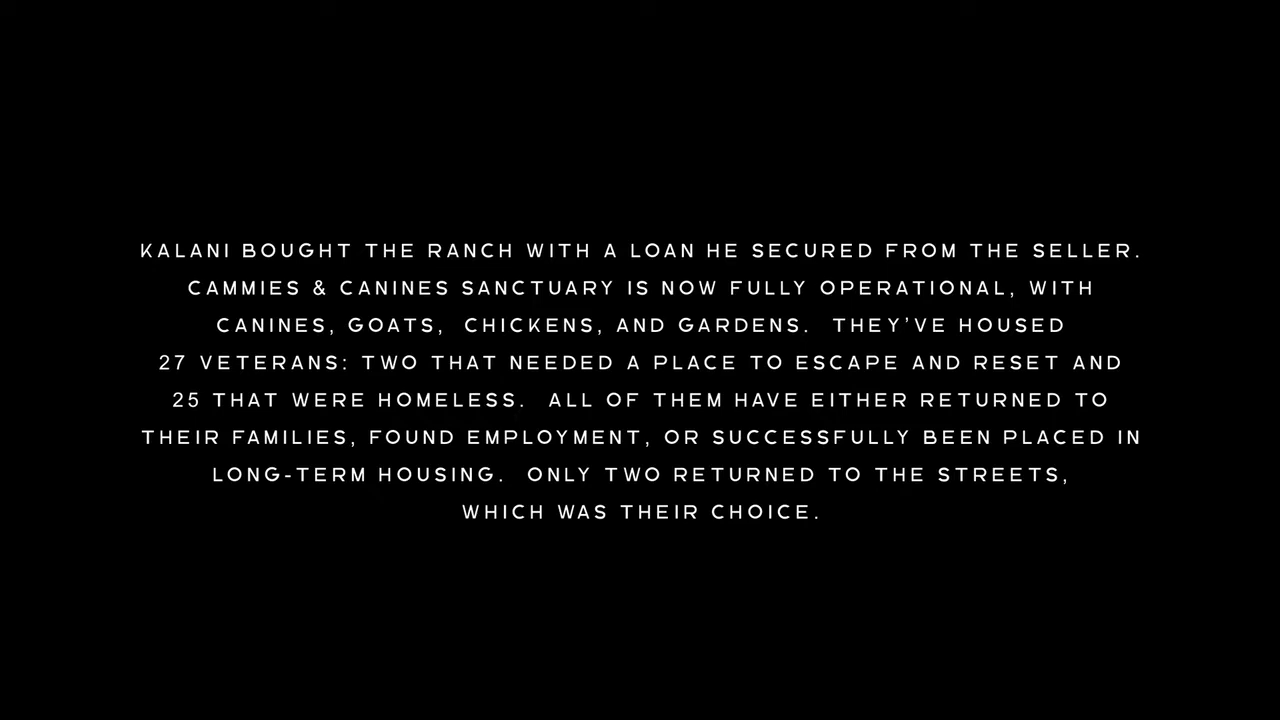 KALANI BOUGHT THE RANCH WITH A LOAN HE SECURED FROM THE SELLER.
CAMMIES & CANINES SANCTUARY IS NOW FULLY OPERATIONAL, WITH
CANINES, GOATS,  CHICKENS, AND GARDENS.  THEY'VE HOUSED
27 VETERANS: TWO THAT NEEDED A PLACE TO ESCAPE AND RESET AND
25 THAT WERE HOMELESS.  ALL OF THEM HAVE EITHER RETURNED TO
THEIR FAMILIES, FOUND EMPLOYMENT, OR SUCCESSFULLY BEEN PLACED IN
LONG-TERM HOUSING.  ONLY TWO RETURNED TO THE STREETS,
WHICH WAS THEIR CHOICE.